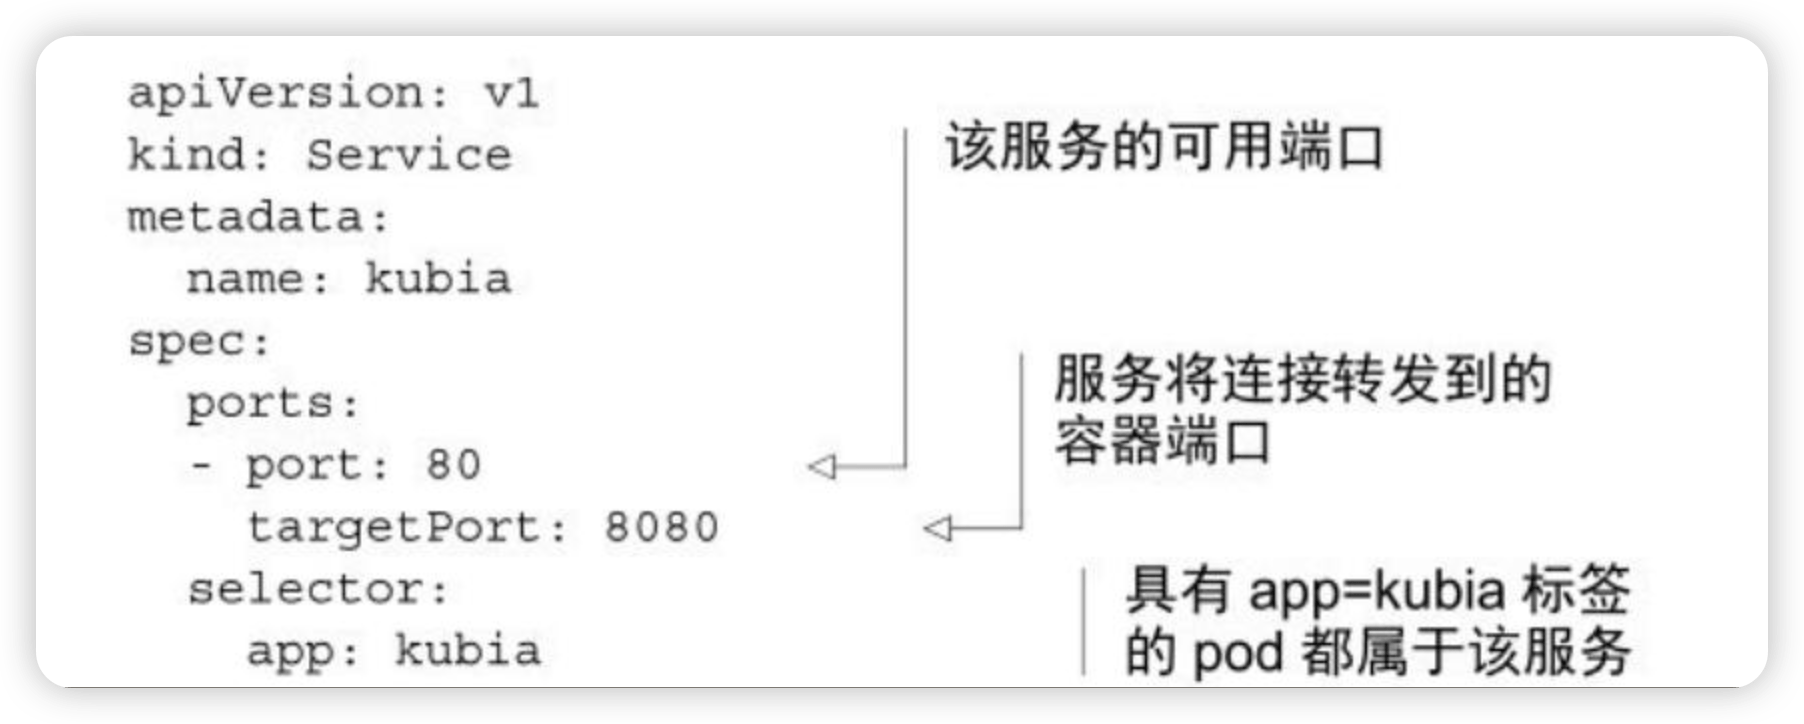 apiVersion: v1
kind: Service
metadata:
  name: kubia
spec:
  ports:
  - port: 80
    targetPort: 8080
  selector:
    app: kubia
该服务的可用端口
服务将连接转发到的
容器端口
具有 app=kubia 标签
的 pod 都属于该服务